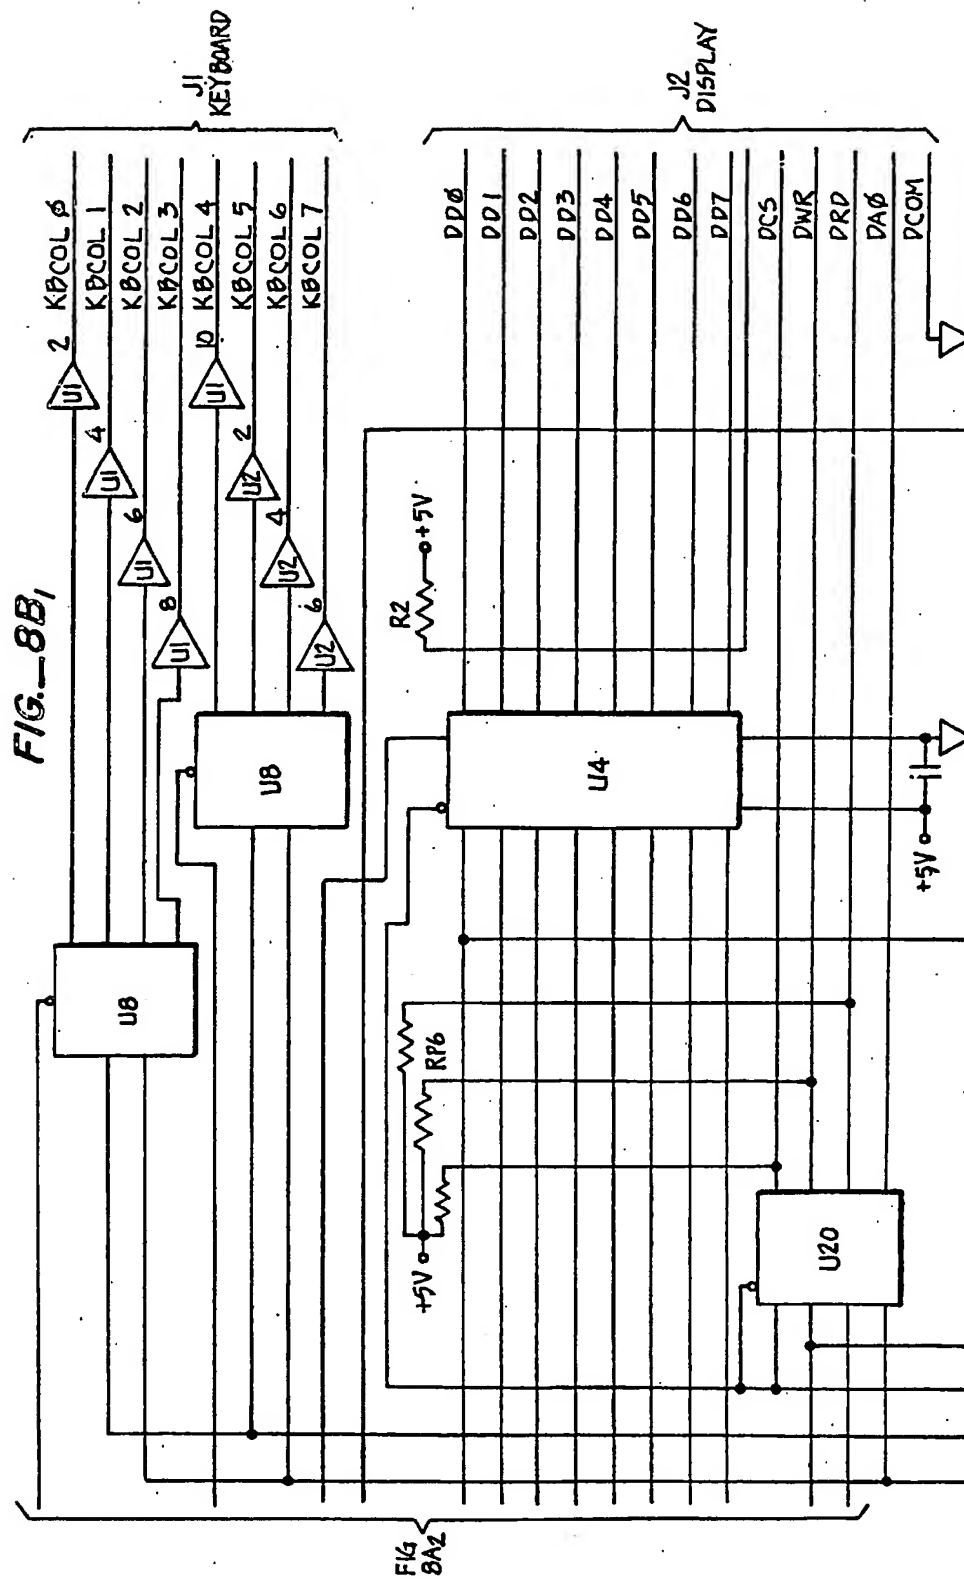 FIG._8B1
J1
KEYBOARD
2 KBCOL Ø
4 KBCOL 1
6 KBCOL 2
8 KBCOL 3
10 KBCOL 4
2 KBCOL 5
4 KBCOL 6
6 KBCOL 7
U1
U1
U1
U1
U1
U2
U2
U2
U8
U8
J2
DISPLAY
DDØ
DD1
DD2
DD3
DD4
DD5
DD6
DD7
DCS
DWR
DRD
DAØ
DCOM
R2
+5V
U4
+5V
RP6
+5V
U20
FIG
8A2